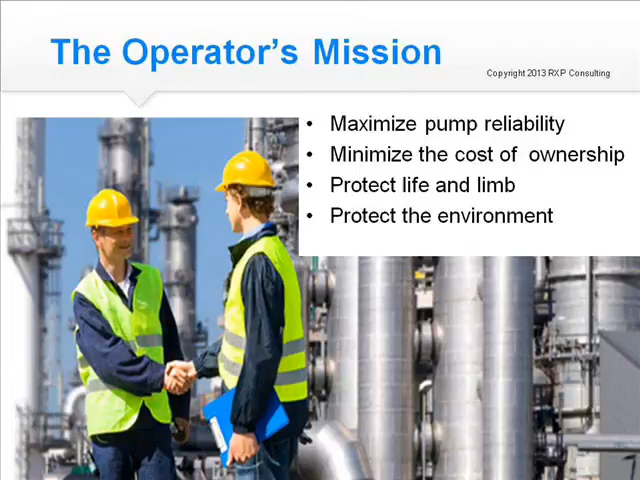 The Operator's Mission
Copyright 2013 RXP Consulting
• Maximize pump reliability
• Minimize the cost of ownership
• Protect life and limb
• Protect the environment